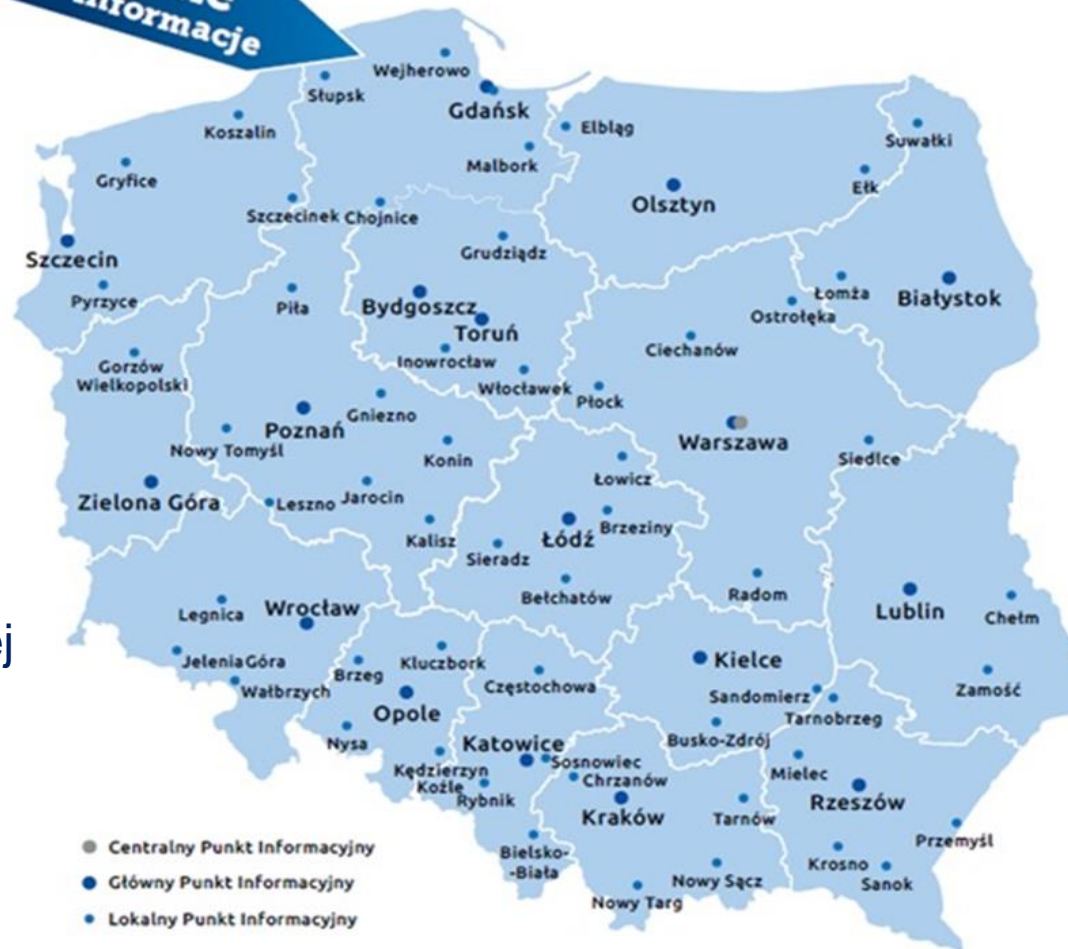 informacje
Wejherowo
Słupsk
Gdańsk
Koszalin
Elbląg
Suwałki
Malbork
Gryfice
Ełk
Olsztyn
Szczecinek
Chojnice
Grudziądz
Szczecin
Pyrzyce
Piła
Bydgoszcz
Toruń
Łomża
Białystok
Ostrołęka
Ciechanów
Inowrocław
Gorzów
Wielkopolski
Włocławek
Płock
Gniezno
Poznań
Warszawa
Nowy Tomyśl
Konin
Siedlce
Łowicz
Zielona Góra
Leszno
Jarocin
Brzeziny
Kalisz
Łódź
Sieradz
Bełchatów
Radom
Legnica
Wrocław
Lublin
Chełm
ej
Jelenia Góra
Brzeg
Kluczbork
Kielce
Wałbrzych
Częstochowa
Sandomierz
Zamość
Opole
Tarnobrzeg
Nysa
Katowice
Busko-Zdrój
Sosnowiec
Kędzierzyn
Koźle
Chrzanów
Mielec
Rybnik
Kraków
Tarnów
Rzeszów
Przemyśl
Centralny Punkt Informacyjny
Bielsko-
-Biała
Krosno
Główny Punkt Informacyjny
Nowy Sącz
Sanok
Nowy Targ
Lokalny Punkt Informacyjny